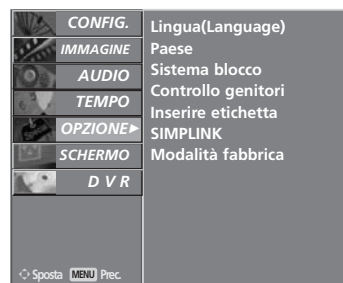 CONFIG.
IMMAGINE
AUDIO
TEMPO
OPZIONE
SCHERMO
D V R
Sposta MENU Prec.
Lingua(Language)
Paese
Sistema blocco
Controllo genitori
Inserire etichetta
SIMPLINK
Modalità fabbrica